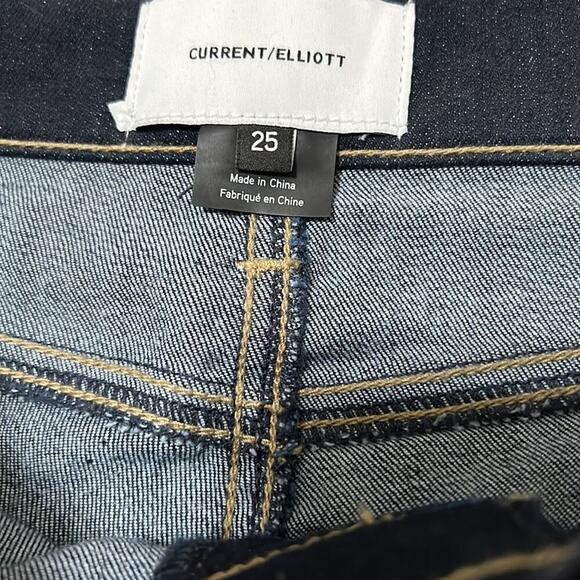 CURRENT/ELLIOTT
25
Made in China
Fabriqué en Chine